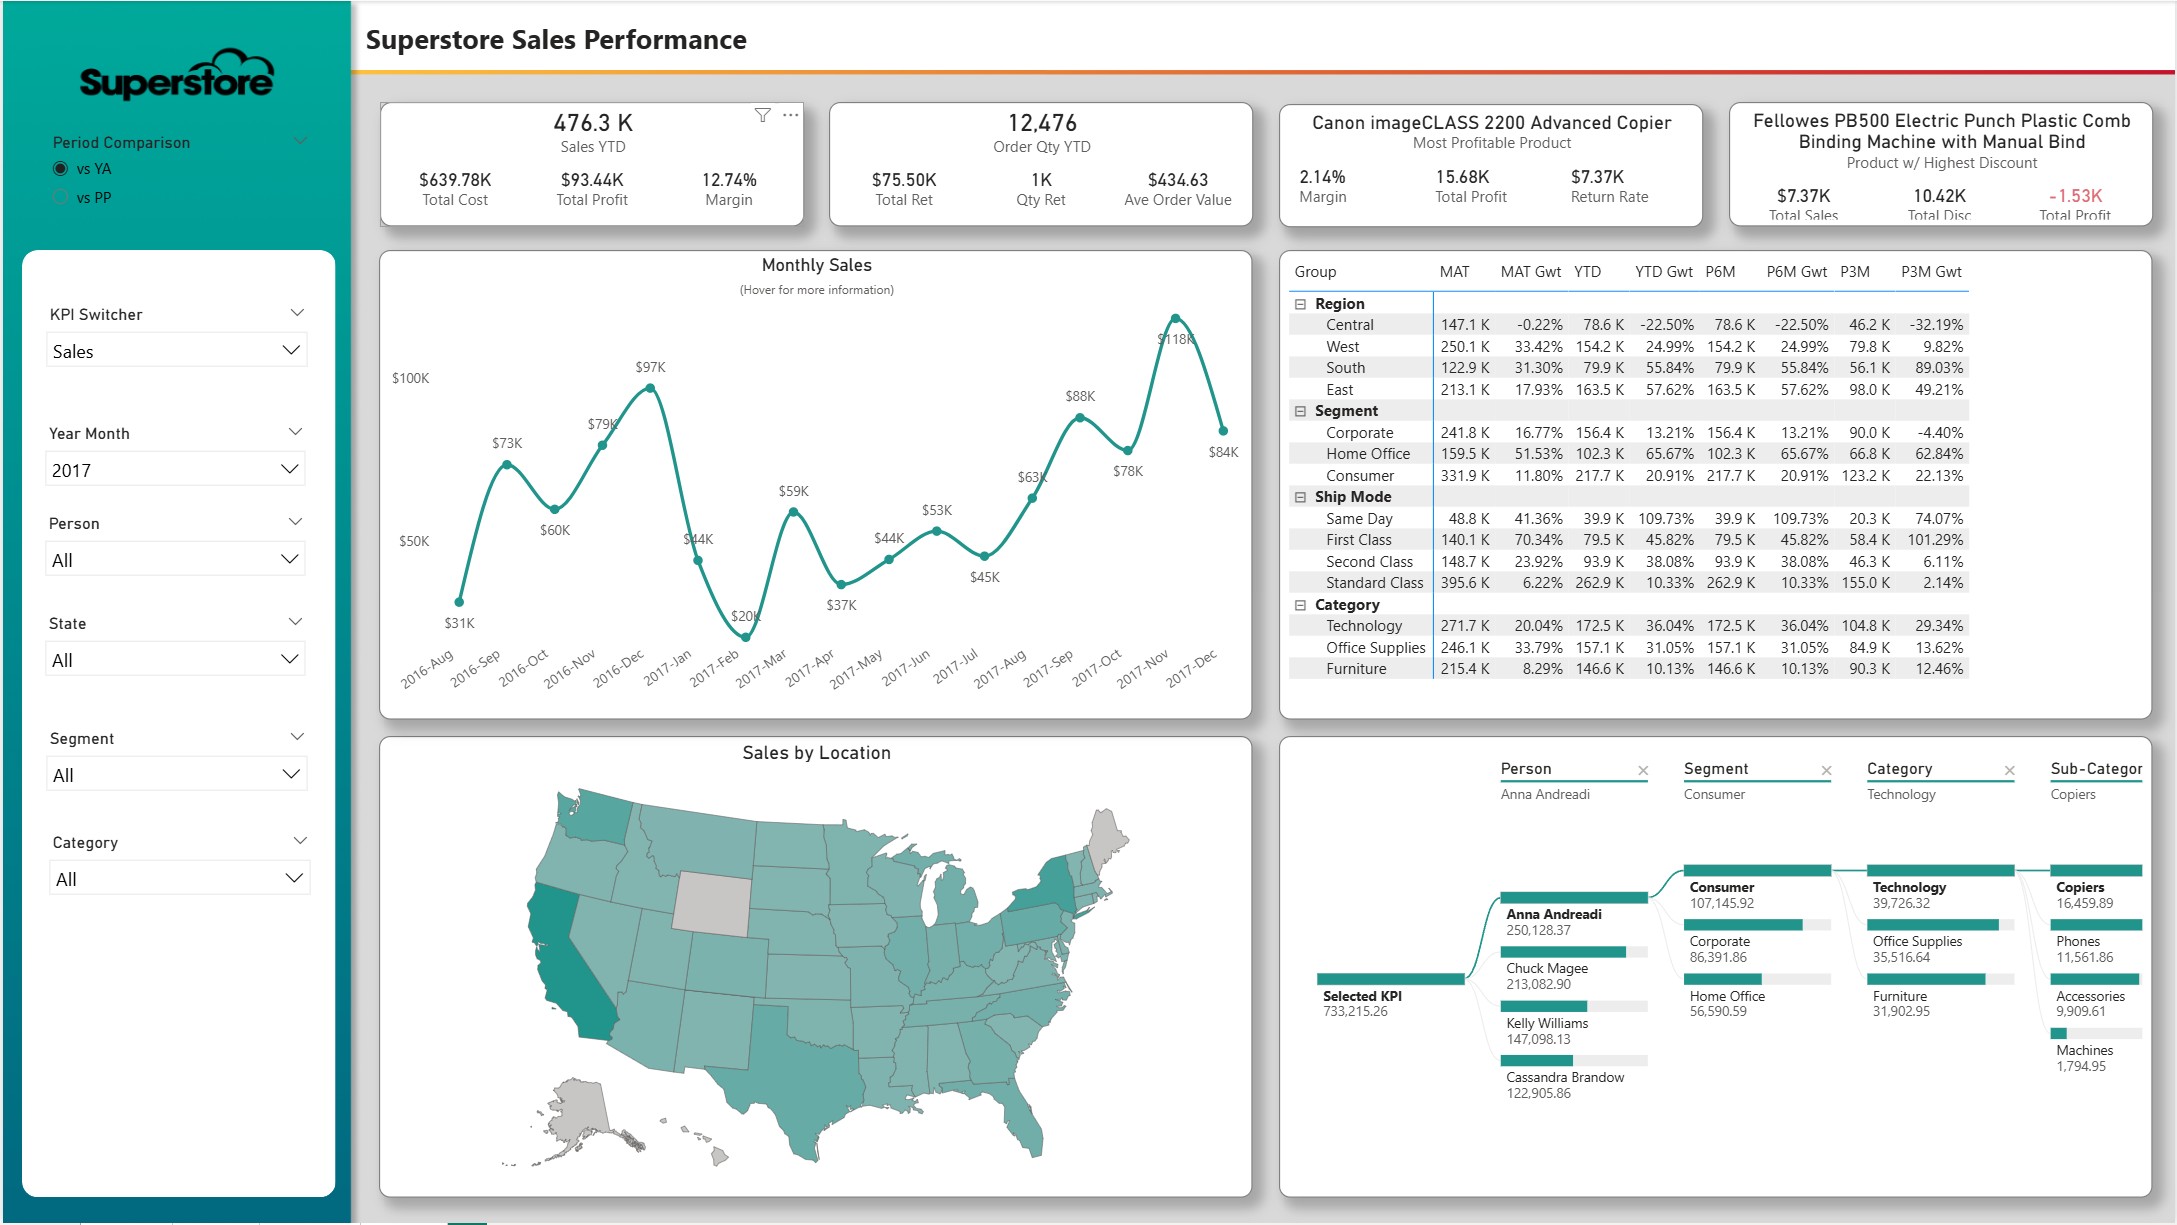 Superstore
Period Comparison
vs YA
vs PP
KPI Switcher
Sales
Year Month
2017
Person
All
State
All
Segment
All
Category
All
Superstore Sales Performance
476.3 K
Sales YTD
$639.78K $93.44K 12.74%
Total Cost Total Profit Margin
12,476
Order Qty YTD
$75.50K 1K $434.63
Total Ret Qty Ret Ave Order Value
Canon imageCLASS 2200 Advanced Copier
Most Profitable Product
2.14% 15.68K $7.37K
Margin Total Profit Return Rate
Fellowes PB500 Electric Punch Plastic Comb
Binding Machine with Manual Bind
Product w/ Highest Discount
$7.37K 10.42K -1.53K
Total Sales Total Disc Total Profit
Monthly Sales
(Hover for more information)
$100K
$50K
$31K
$73K
$60K
$79K
$97K
$44K
$20K
$59K
$37K
$44K
$53K
$45K
$63K
$88K
$78K
$118K
$84K
2016-Aug
2016-Sep
2016-Oct
2016-Nov
2016-Dec
2017-Jan
2017-Feb
2017-Mar
2017-Apr
2017-May
2017-Jun
2017-Jul
2017-Aug
2017-Sep
2017-Oct
2017-Nov
2017-Dec
Group MAT MAT Gwt YTD YTD Gwt P6M P6M Gwt P3M P3M Gwt
Region
Central 147.1 K -0.22% 78.6 K -22.50% 78.6 K -22.50% 46.2 K -32.19%
West 250.1 K 33.42% 154.2 K 24.99% 154.2 K 24.99% 79.8 K 9.82%
South 122.9 K 31.30% 79.9 K 55.84% 79.9 K 55.84% 56.1 K 89.03%
East 213.1 K 17.93% 163.5 K 57.62% 163.5 K 57.62% 98.0 K 49.21%
Segment
Corporate 241.8 K 16.77% 156.4 K 13.21% 156.4 K 13.21% 90.0 K -4.40%
Home Office 159.5 K 51.53% 102.3 K 65.67% 102.3 K 65.67% 66.8 K 62.84%
Consumer 331.9 K 11.80% 217.7 K 20.91% 217.7 K 20.91% 123.2 K 22.13%
Ship Mode
Same Day 48.8 K 41.36% 39.9 K 109.73% 39.9 K 109.73% 20.3 K 74.07%
First Class 140.1 K 70.34% 79.5 K 45.82% 79.5 K 45.82% 58.4 K 101.29%
Second Class 148.7 K 23.92% 93.9 K 38.08% 93.9 K 38.08% 46.3 K 6.11%
Standard Class 395.6 K 6.22% 262.9 K 10.33% 262.9 K 10.33% 155.0 K 2.14%
Category
Technology 271.7 K 20.04% 172.5 K 36.04% 172.5 K 36.04% 104.8 K 29.34%
Office Supplies 246.1 K 33.79% 157.1 K 31.05% 157.1 K 31.05% 84.9 K 13.62%
Furniture 215.4 K 8.29% 146.6 K 10.13% 146.6 K 10.13% 90.3 K 12.46%
Sales by Location
Person Segment Category Sub-Categor
Anna Andreadi Consumer Technology Copiers
Selected KPI
733,215.26
Anna Andreadi
250,128.37
Chuck Magee
213,082.90
Kelly Williams
147,098.13
Cassandra Brandow
122,905.86
Consumer
107,145.92
Corporate
86,391.86
Home Office
56,590.59
Technology
39,726.32
Office Supplies
35,516.64
Furniture
31,902.95
Copiers
16,459.89
Phones
11,561.86
Accessories
9,909.61
Machines
1,794.95